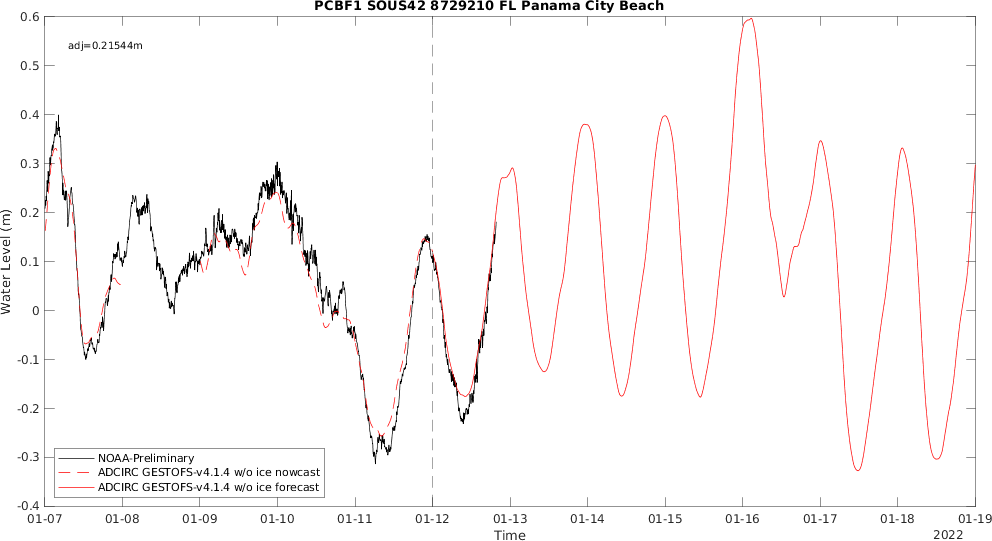 PCBF1 SOUS42 8729210 FL Panama City Beach
adj=0.21544m
0.6
0.5
0.4
0.3
0.2
0.1
0
-0.1
-0.2
-0.3
-0.4
Water Level (m)
NOAA-Preliminary
ADCIRC GESTOFS-v4.1.4 w/o ice nowcast
ADCIRC GESTOFS-v4.1.4 w/o ice forecast
01-07 01-08 01-09 01-10 01-11 01-12 01-13 01-14 01-15 01-16 01-17 01-18 01-19
Time
2022